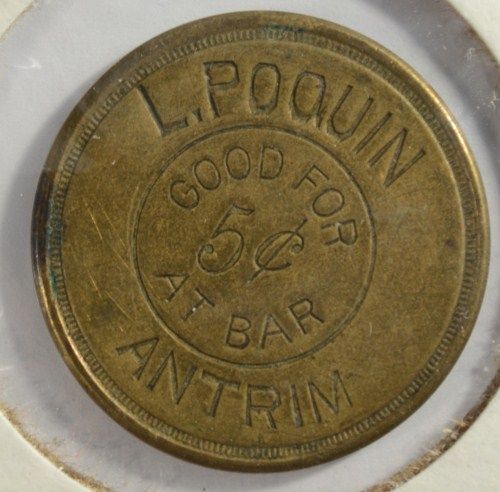 L. POQUIN
GOOD FOR
5¢
AT BAR
ANTRIM